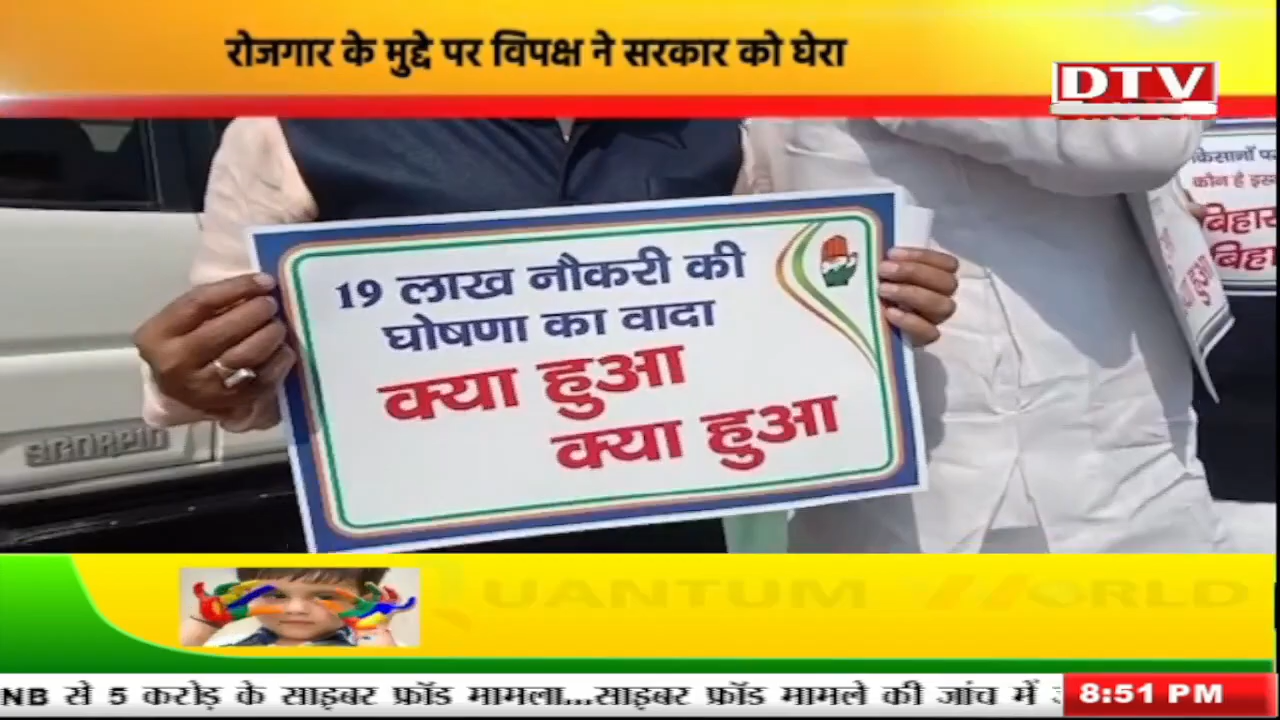 रोजगार के मुद्दे पर विपक्ष ने सरकार को घेरा
DTV
19 लाख नौकरी की
घोषणा का वादा
क्या हुआ
क्या हुआ
कौन है
बिहार
SCORPIO
QUANTUM WORLD
NB से 5 करोड़ के साइबर फ्रॉड मामला...साइबर फ्रॉड मामले की जांच में
8:51 PM